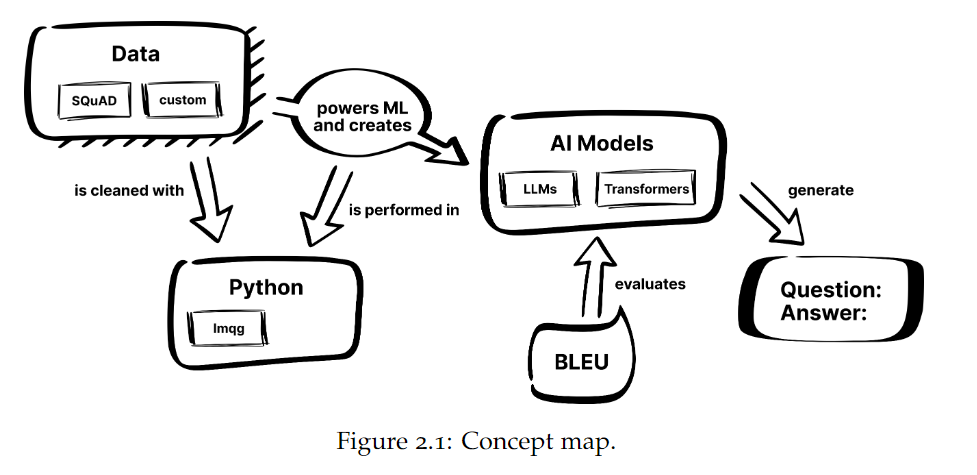 Data
SQuAD
custom
powers ML
and creates
AI Models
LLMs
Transformers
is cleaned with
is performed in
generate
Python
lmqg
evaluates
BLEU
Question:
Answer:
Figure 2.1: Concept map.